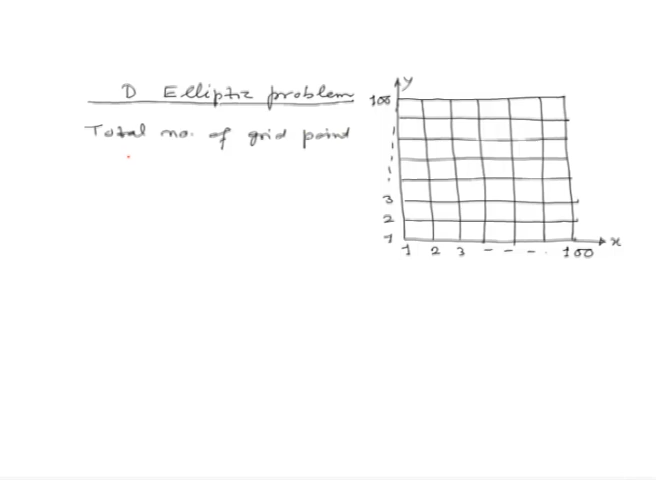 D Elliptic problem
Total no. of grid point
y
100
3
2
1
1 2 3 - - - . 100
x